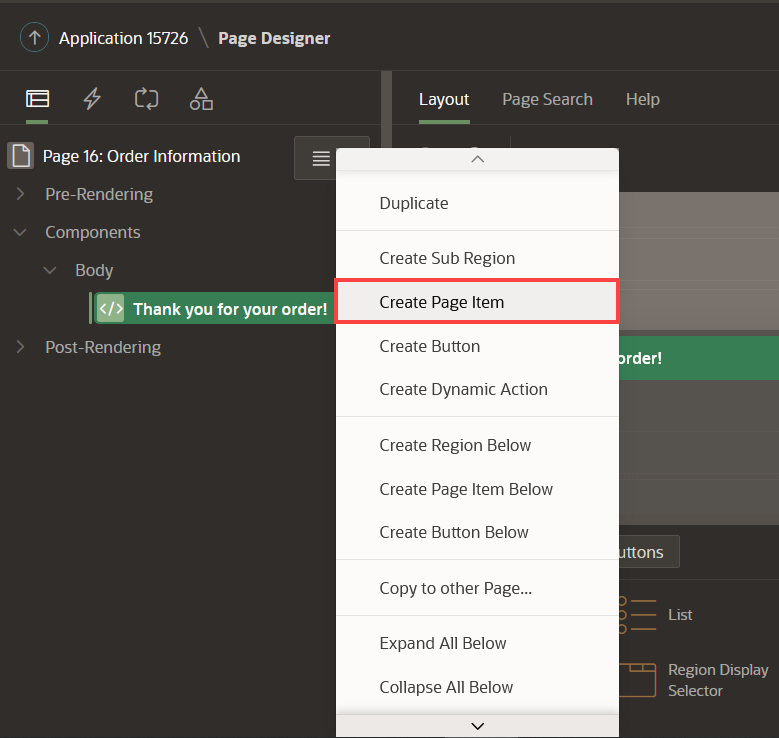 Application 15726 \ Page Designer
Layout Page Search Help
Page 16: Order Information
Pre-Rendering
Components
Body
</> Thank you for your order!
Post-Rendering
Duplicate
Create Sub Region
Create Page Item
Create Button
Create Dynamic Action
Create Region Below
Create Page Item Below
Create Button Below
Copy to other Page...
Expand All Below
Collapse All Below
order!
uttons
List
Region Display
Selector